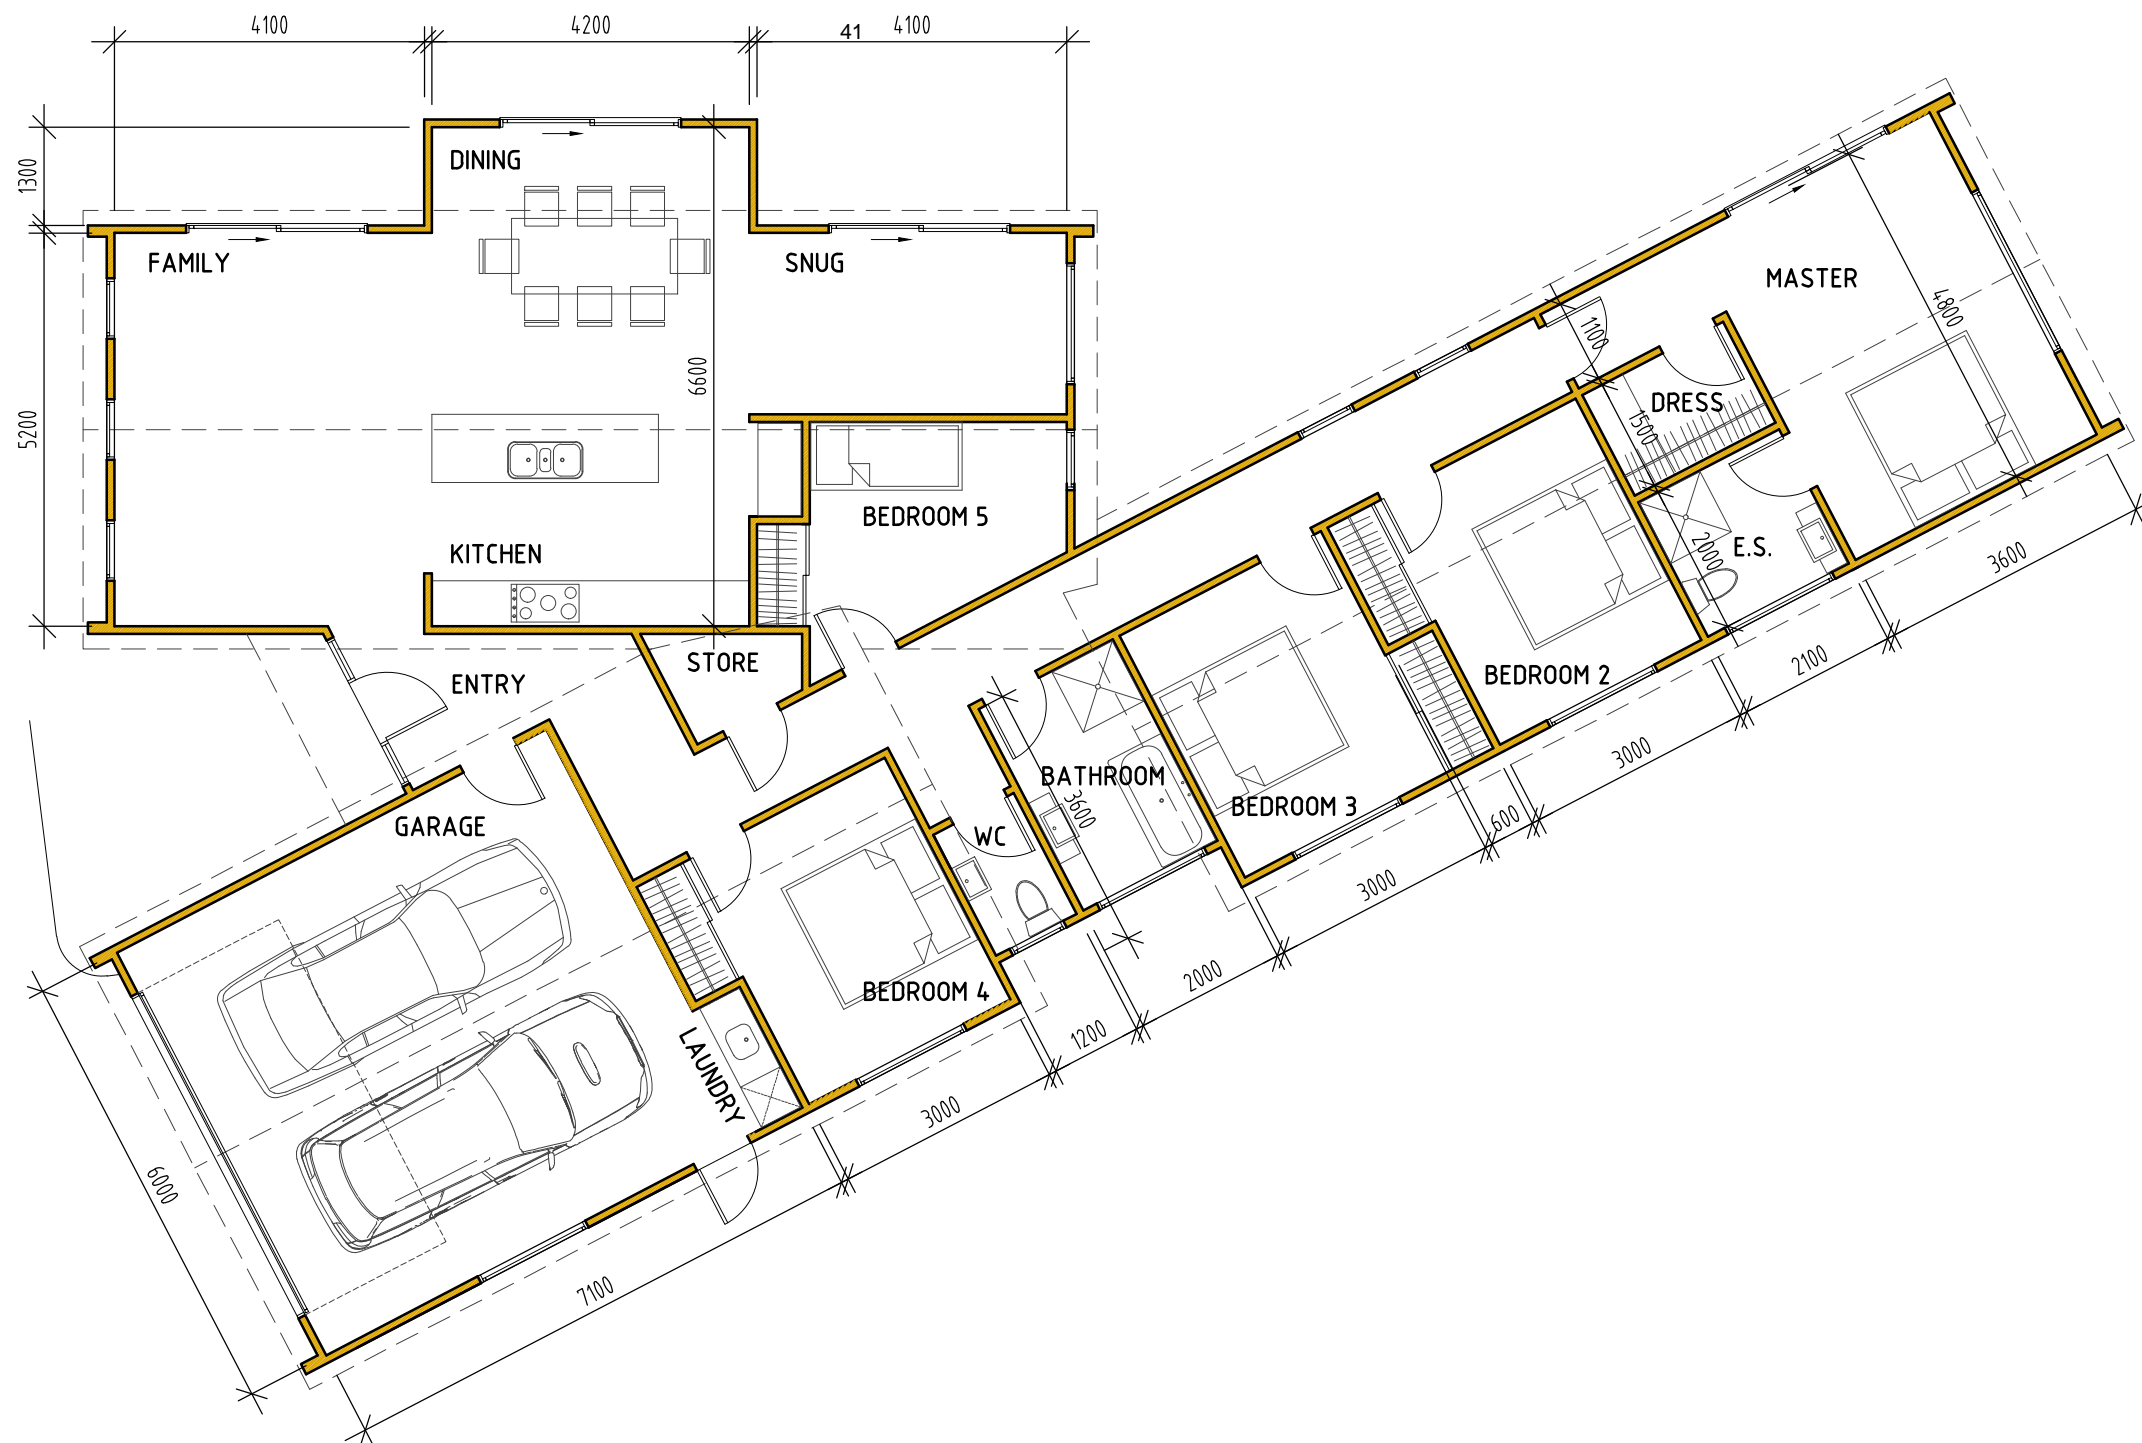 4100
4200
41
4100
DINING
1300
FAMILY
SNUG
MASTER
4800
1100
6600
DRESS
5200
1500
BEDROOM 5
KITCHEN
E.S.
2000
3600
STORE
ENTRY
BEDROOM 2
2100
3000
BATHROOM
3600
BEDROOM 3
600
GARAGE
WC
3000
BEDROOM 4
2000
LAUNDRY
1200
3000
6000
7100